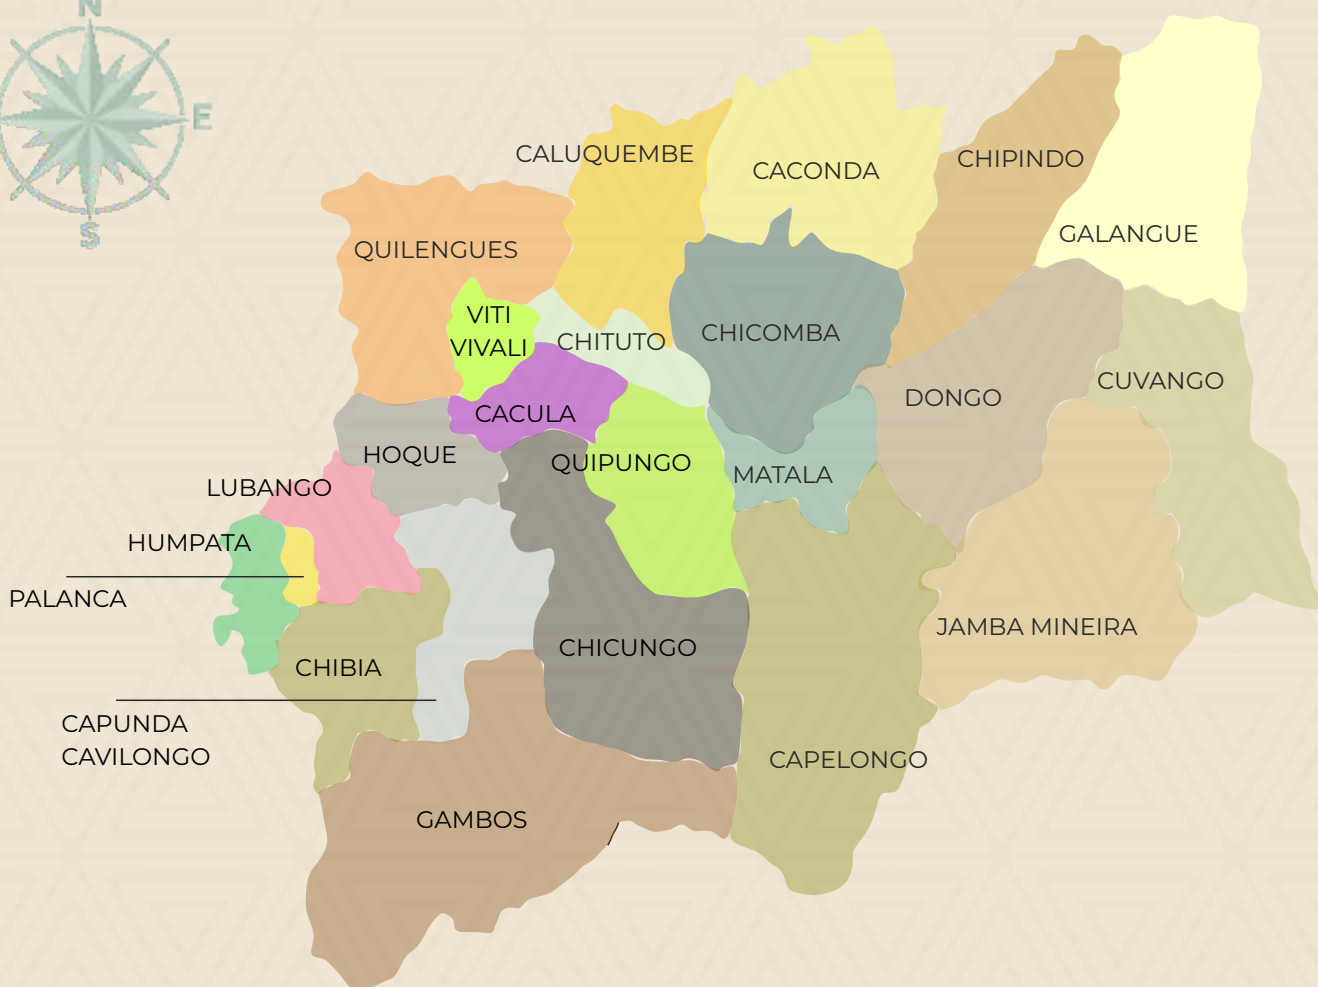 N
E
S
CALUQUEMBE
CACONDA
CHIPINDO
GALANGUE
QUILENGUES
VITI
VIVALI
CHITUTO
CHICOMBA
CUVANGO
DONGO
CACULA
HOQUE
QUIPUNGO
MATALA
LUBANGO
HUMPATA
PALANCA
JAMBA MINEIRA
CHICUNGO
CHIBIA
CAPUNDA
CAVILONGO
CAPELONGO
GAMBOS